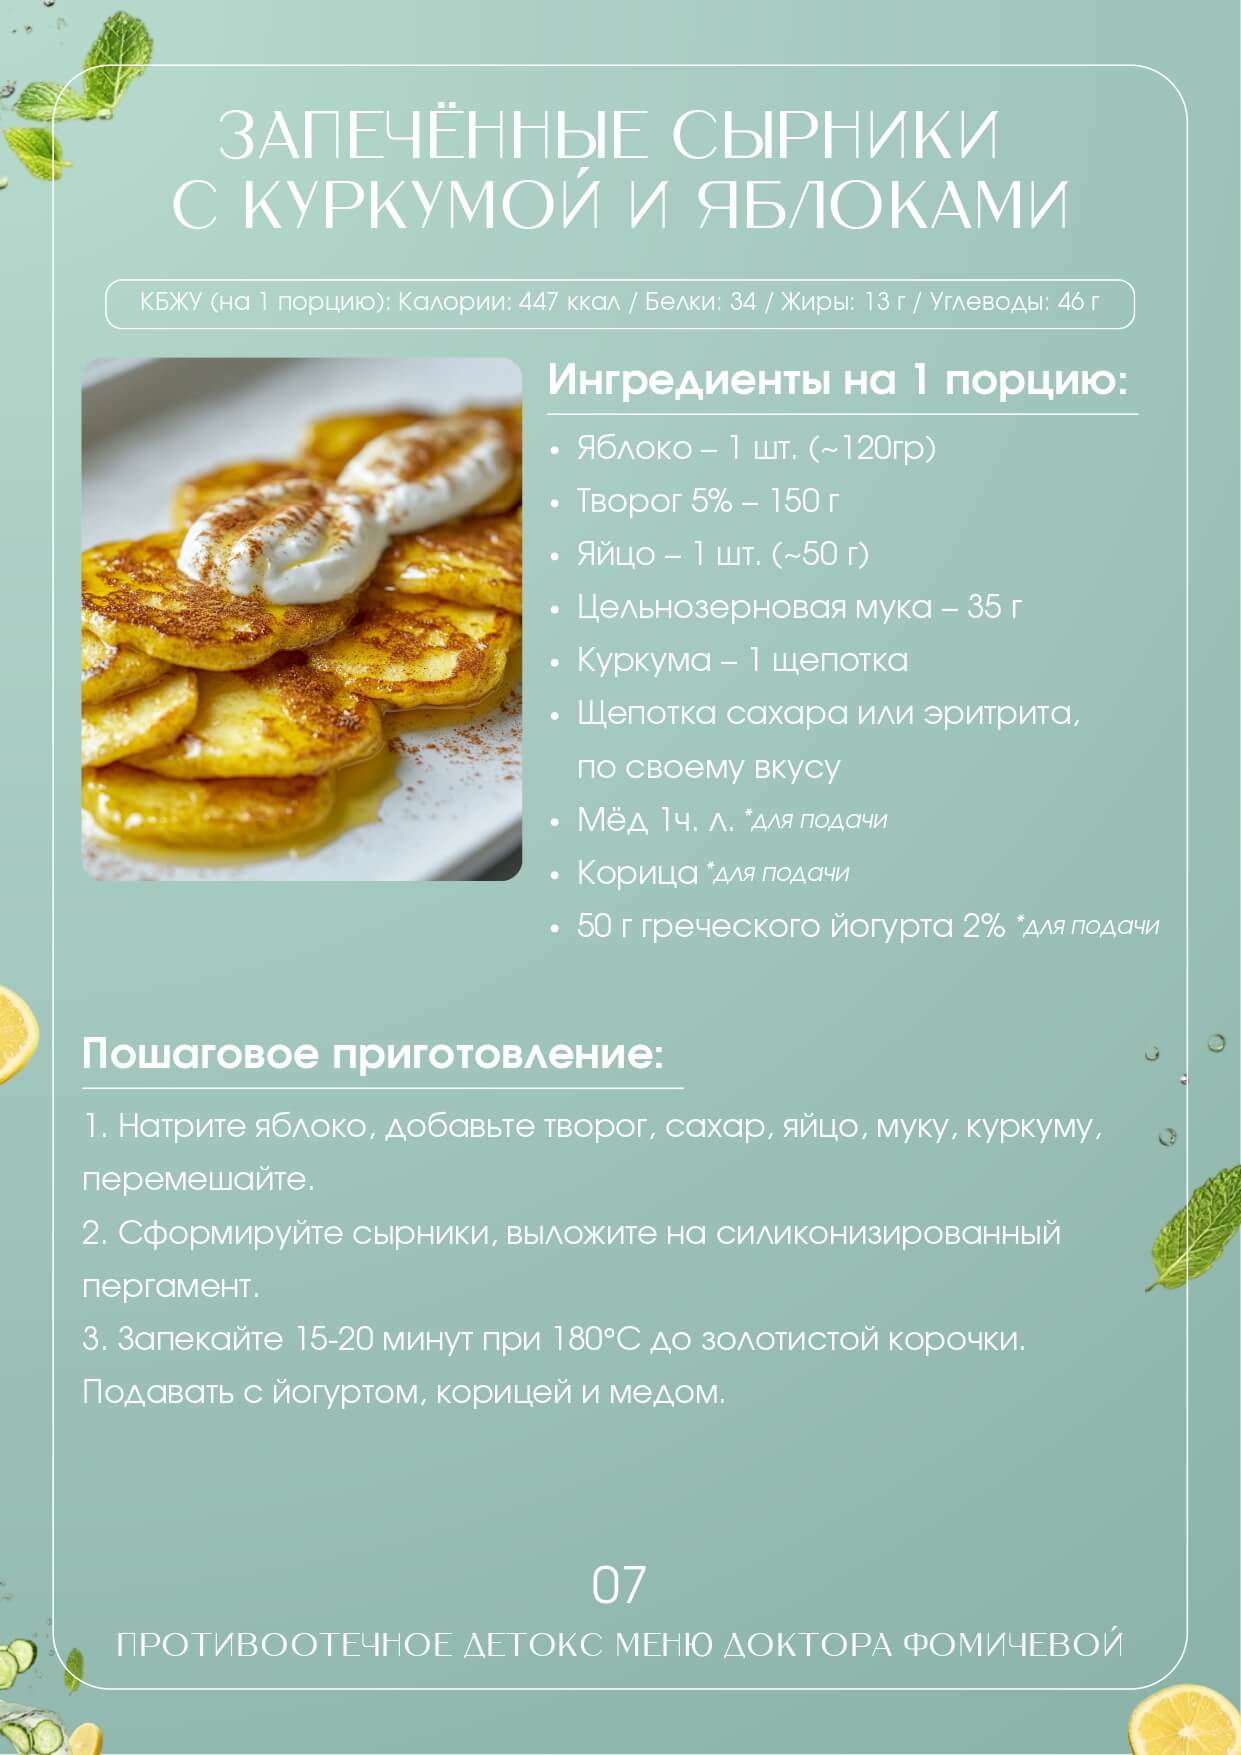 ЗАПЕЧЁННЫЕ СЫРНИКИ
С КУРКУМОЙ И ЯБЛОКАМИ
КБЖУ (на 1 порцию): Калории: 447 ккал / Белки: 34 / Жиры: 13 г / Углеводы: 46 г
Ингредиенты на 1 порцию:
• Яблоко – 1 шт. (~120гр)
• Творог 5% – 150 г
• Яйцо – 1 шт. (~50 г)
• Цельнозерновая мука – 35 г
• Куркума – 1 щепотка
• Щепотка сахара или эритрита,
по своему вкусу
• Мёд 1ч. л. *для подачи
• Корица *для подачи
• 50 г греческого йогурта 2% *для подачи
Пошаговое приготовление:
1. Натрите яблоко, добавьте творог, сахар, яйцо, муку, куркуму,
перемешайте.
2. Сформируйте сырники, выложите на силиконизированный
пергамент.
3. Запекайте 15-20 минут при 180°С до золотистой корочки.
Подавать с йогуртом, корицей и медом.
07
ПРОТИВООТЕЧНОЕ ДЕТОКС МЕНЮ ДОКТОРА ФОМИЧЕВОЙ